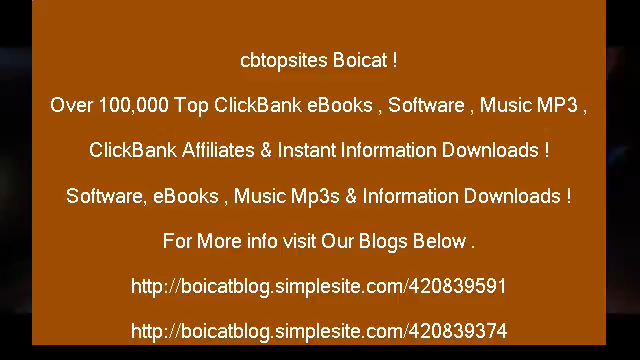 cbtopsites Boicat !
Over 100,000 Top ClickBank eBooks , Software , Music MP3 ,
ClickBank Affiliates & Instant Information Downloads !
Software, eBooks , Music Mp3s & Information Downloads !
For More info visit Our Blogs Below .
http://boicatblog.simplesite.com/420839591
http://boicatblog.simplesite.com/420839374